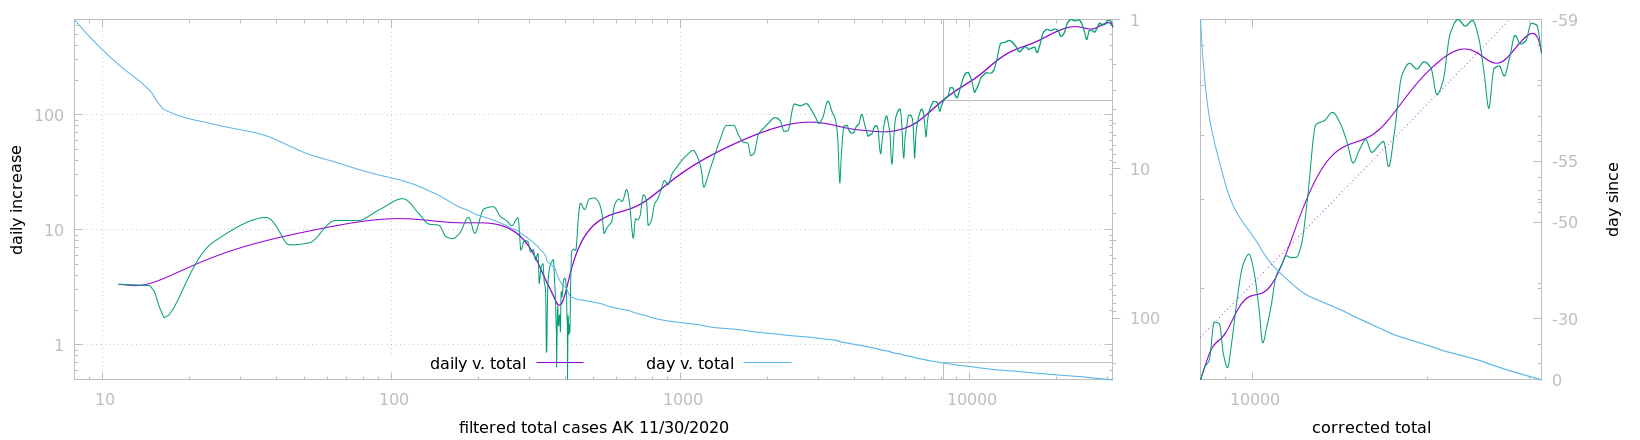 1
-59
100
daily increase
10
-55
day since
10
-50
100
-30
1
daily v. total
day v. total
0
10
100
1000
10000
10000
filtered total cases AK 11/30/2020
corrected total